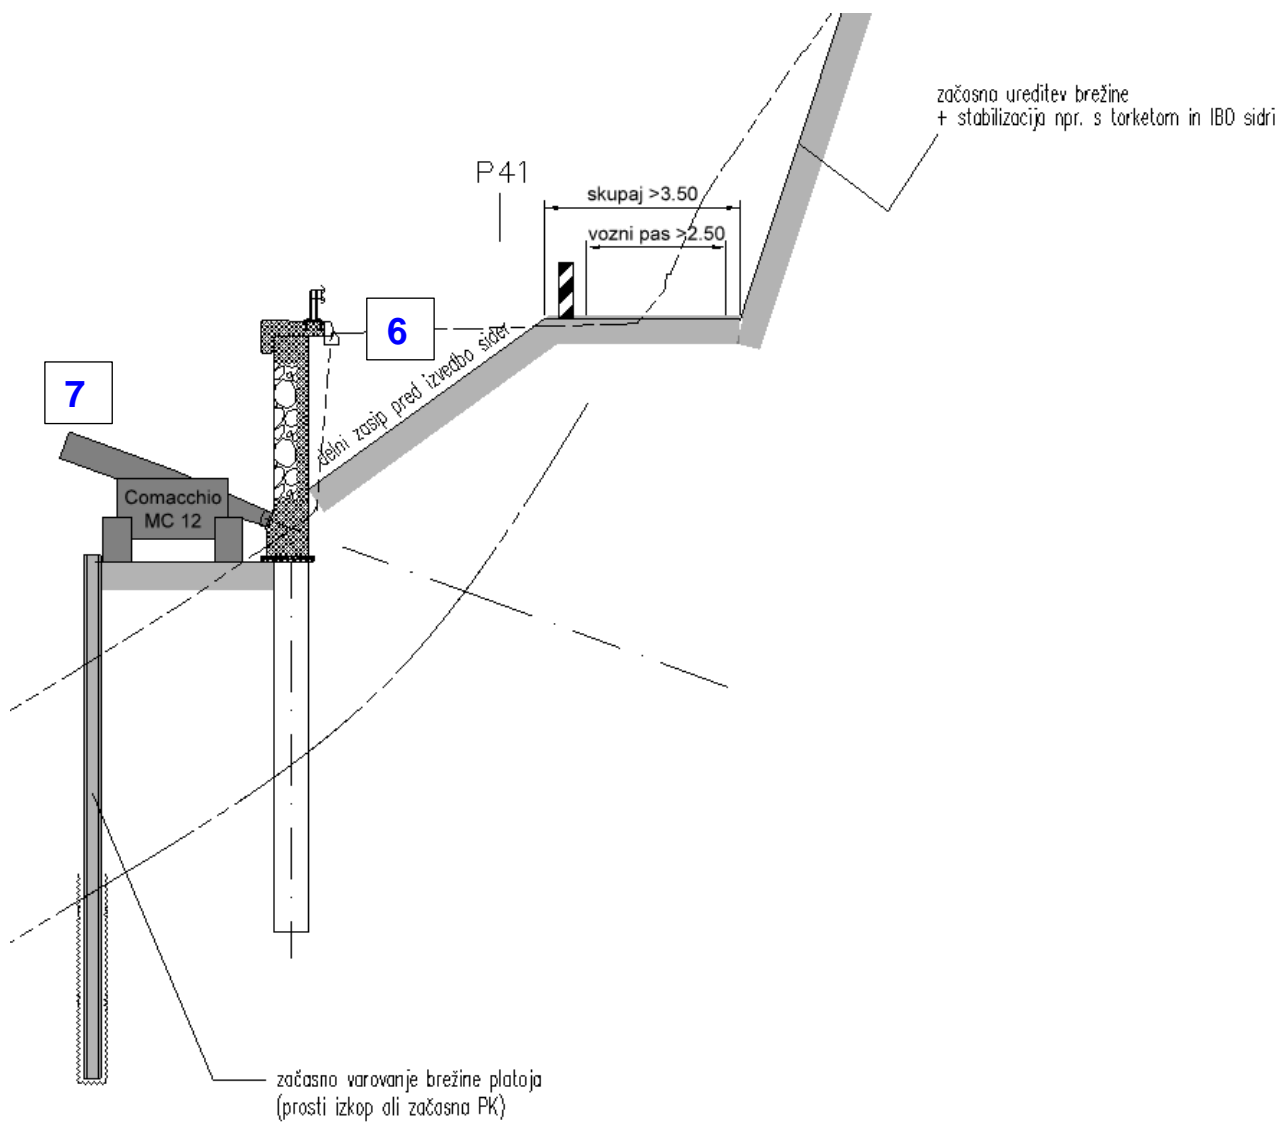 začasna ureditev brežine
+ stabilizacija npr. s torketom in IBO sidri
P41
skupaj >3.50
vozni pas >2.50
6
delni zasip pred izvedbo sider
7
Comacchio
MC 12
začasno varovanje brežine platoja
(prosti izkop ali začasna PK)